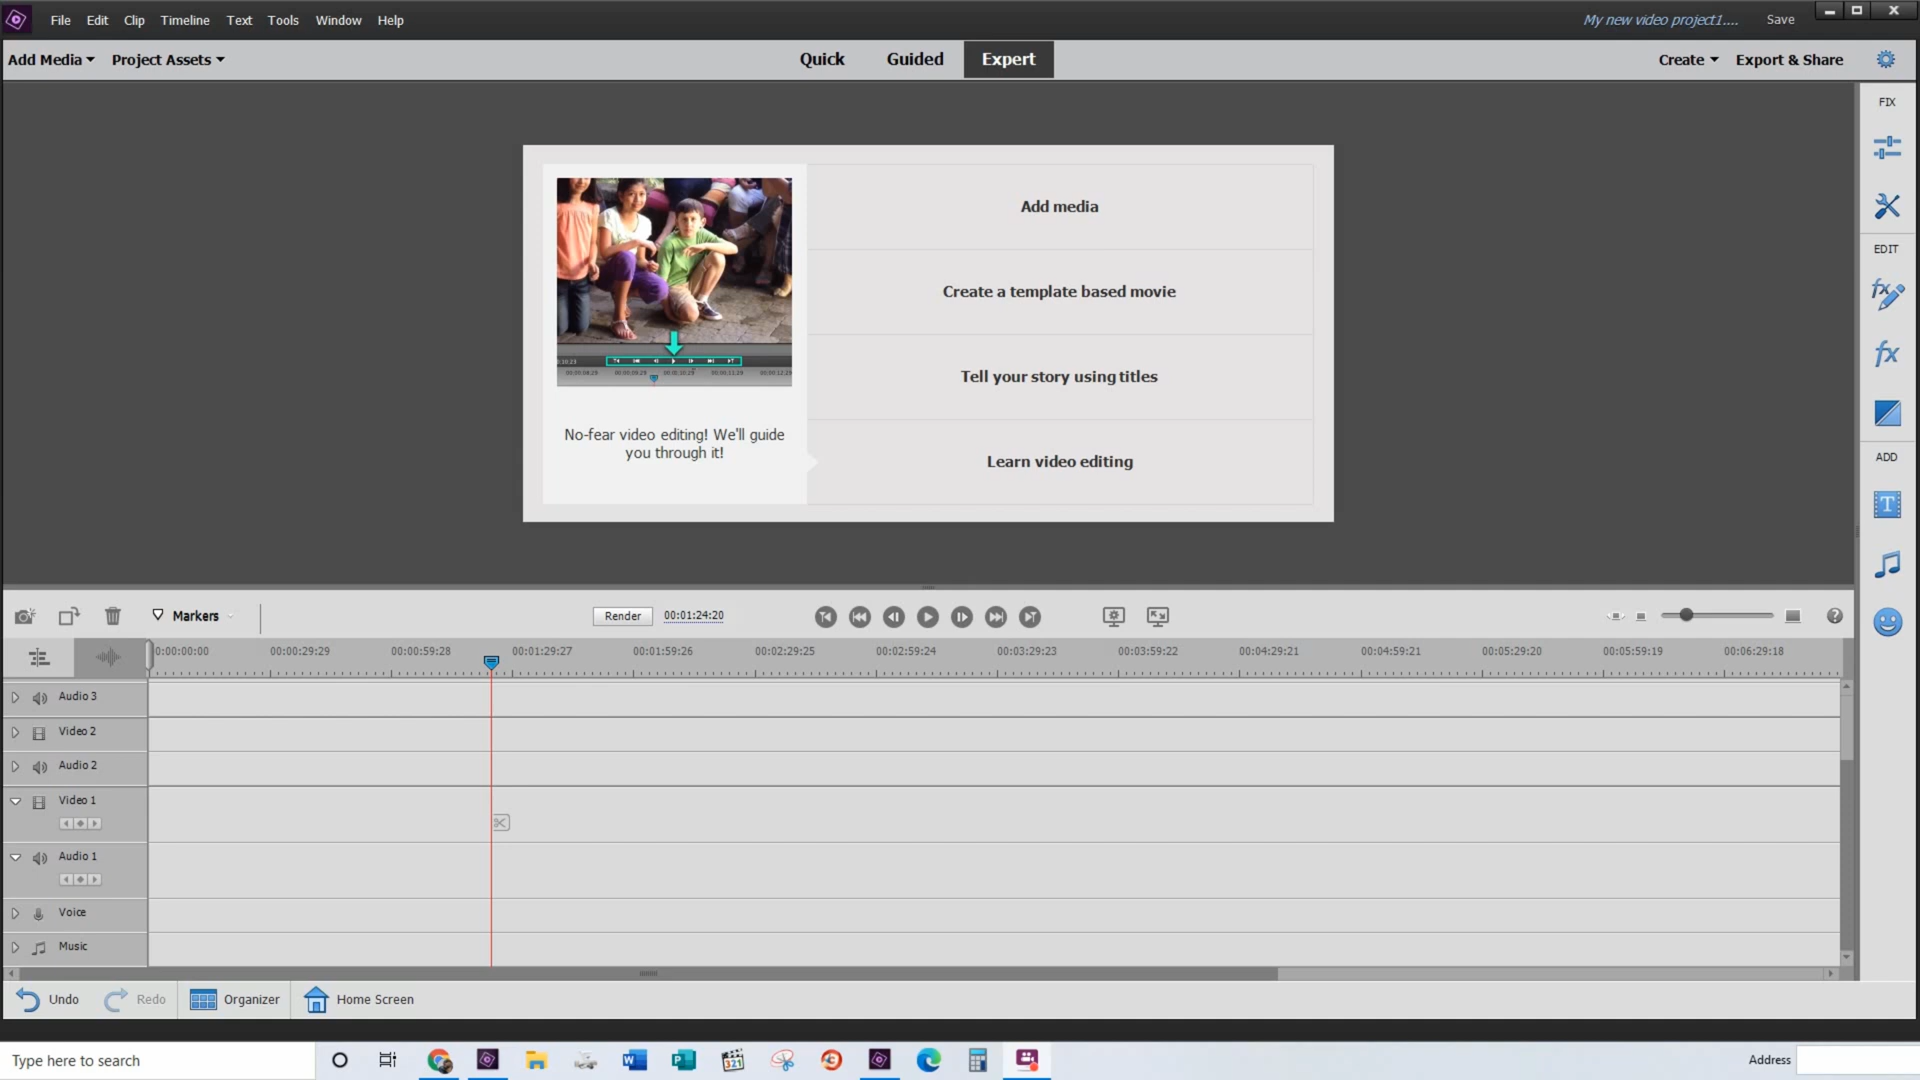 File Edit Clip Timeline Text Tools Window Help
My new video project1.... Save
Add Media Project Assets
Quick Guided Expert
Create Export & Share
FIX
Add media
Create a template based movie
Tell your story using titles
Learn video editing
No-fear video editing! We'll guide
you through it!
EDIT
ADD
Markers
Render 00:01:24:20
0:00:00:00 00:00:29:29 00:00:59:28 00:01:29:27 00:01:59:26 00:02:29:25 00:02:59:24 00:03:29:23 00:03:59:22 00:04:29:21 00:04:59:21 00:05:29:20 00:05:59:19 00:06:29:18
Audio 3
Video 2
Audio 2
Video 1
Audio 1
Voice
Music
Undo Redo Organizer Home Screen
Type here to search
Address